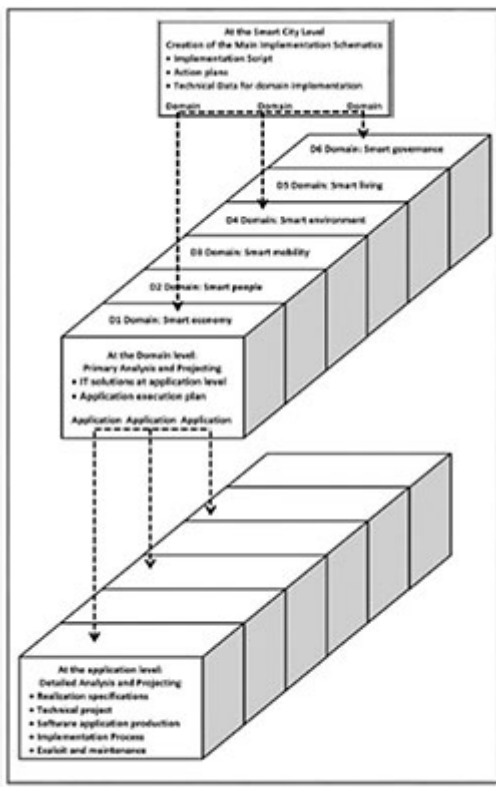 At the Smart City Level
Creation of the Main Implementation Schematics
• Implementation Script
• Action plans
• Technical Data for domain implementation
Domain Domain Domain
D6 Domain: Smart governance
D5 Domain: Smart living
D4 Domain: Smart environment
D3 Domain: Smart mobility
D2 Domain: Smart people
D1 Domain: Smart economy
At the Domain level:
Primary Analysis and Projecting
• IT solutions at application level
• Application execution plan
Application Application Application
At the application level:
Detailed Analysis and Projecting
• Realication specifications
• Technical project
• Software application production
• Implementation Process
• Exploit and maintenance